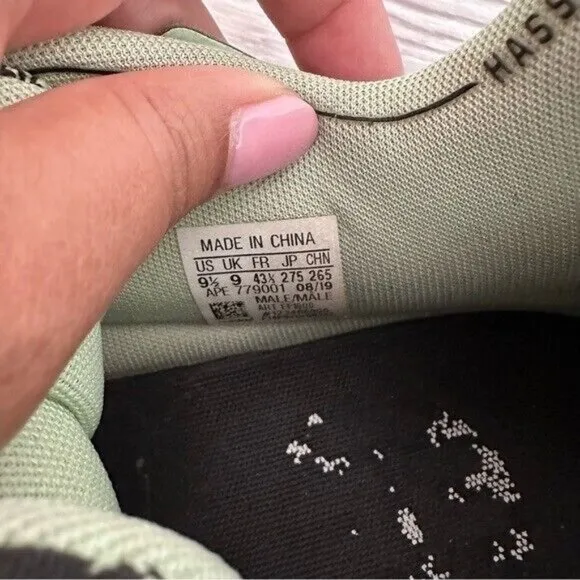 HASS
MADE IN CHINA
US UK FR JP CHN
9½ 9 43⅓ 275 265
APE 779001 08/19
MALE/MALE
ART